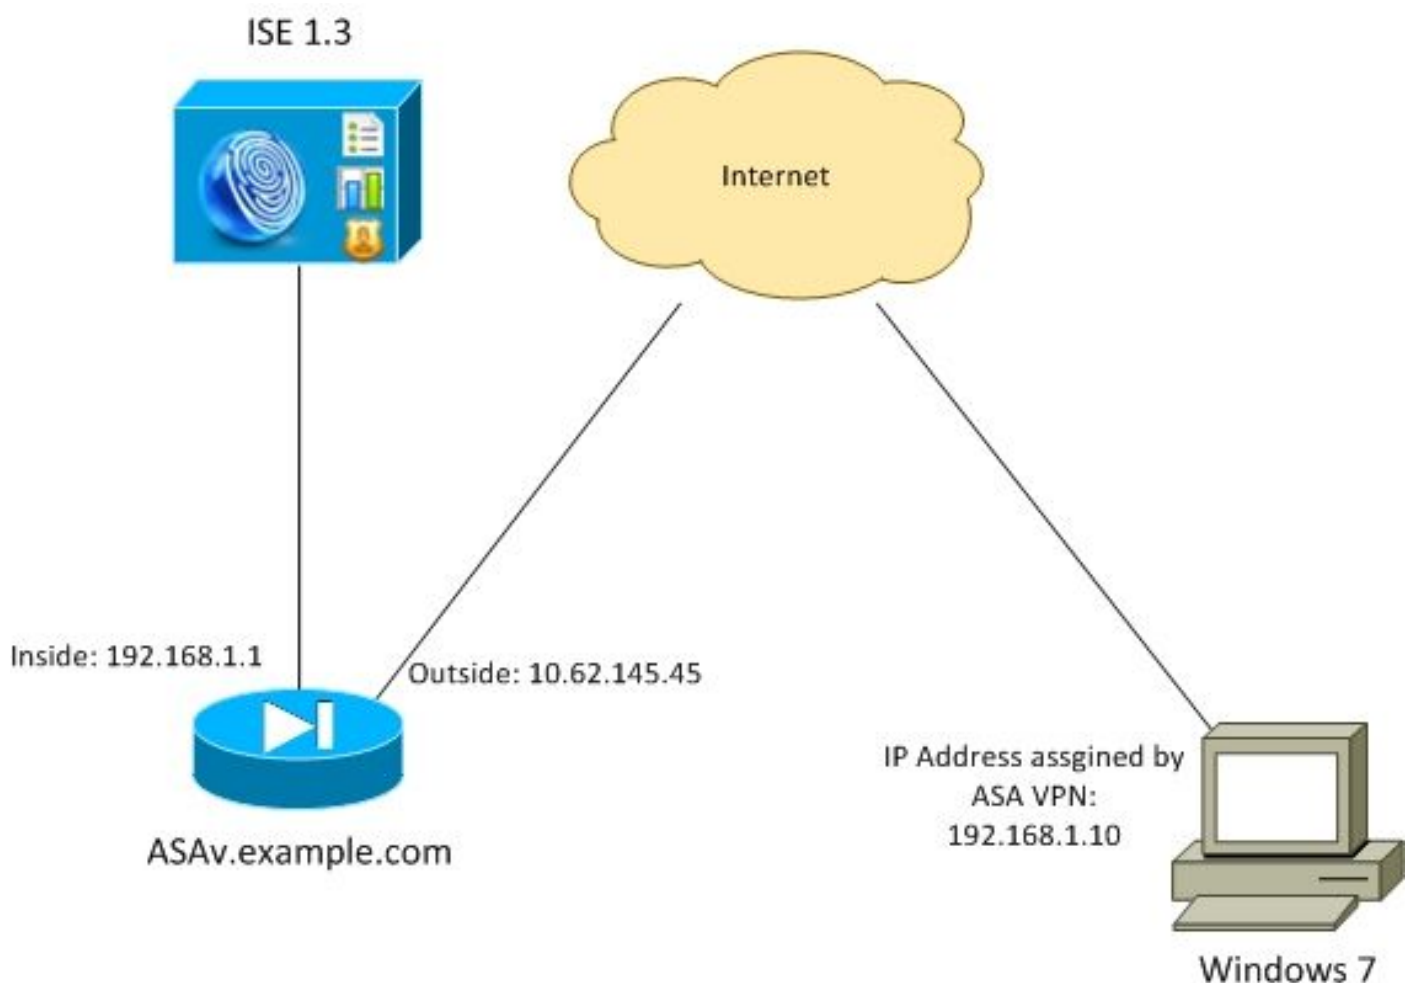 ISE 1.3
Internet
Inside: 192.168.1.1
Outside: 10.62.145.45
ASAv.example.com
IP Address assgined by
ASA VPN:
192.168.1.10
Windows 7